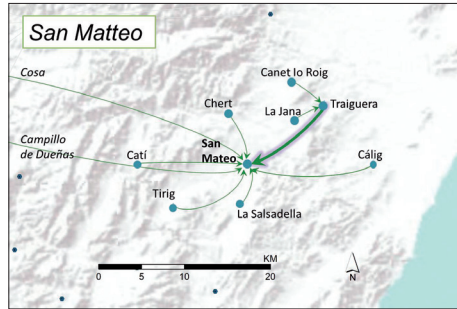 San Matteo
Cosa
Canet lo Roig
Chert
La Jana
Traiguera
San
Mateo
Campillo
de Dueñas
Catí
Cálig
Tirig
La Salsadella
KM
0 5 10 20
N